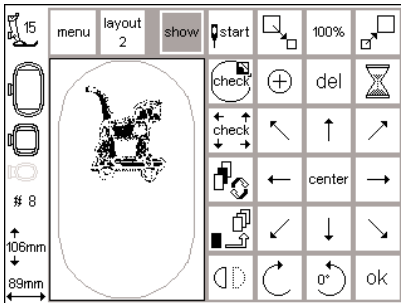 15 menu layout 2 show start 100%
check del
check
center
# 8
106mm
89mm 0° ok